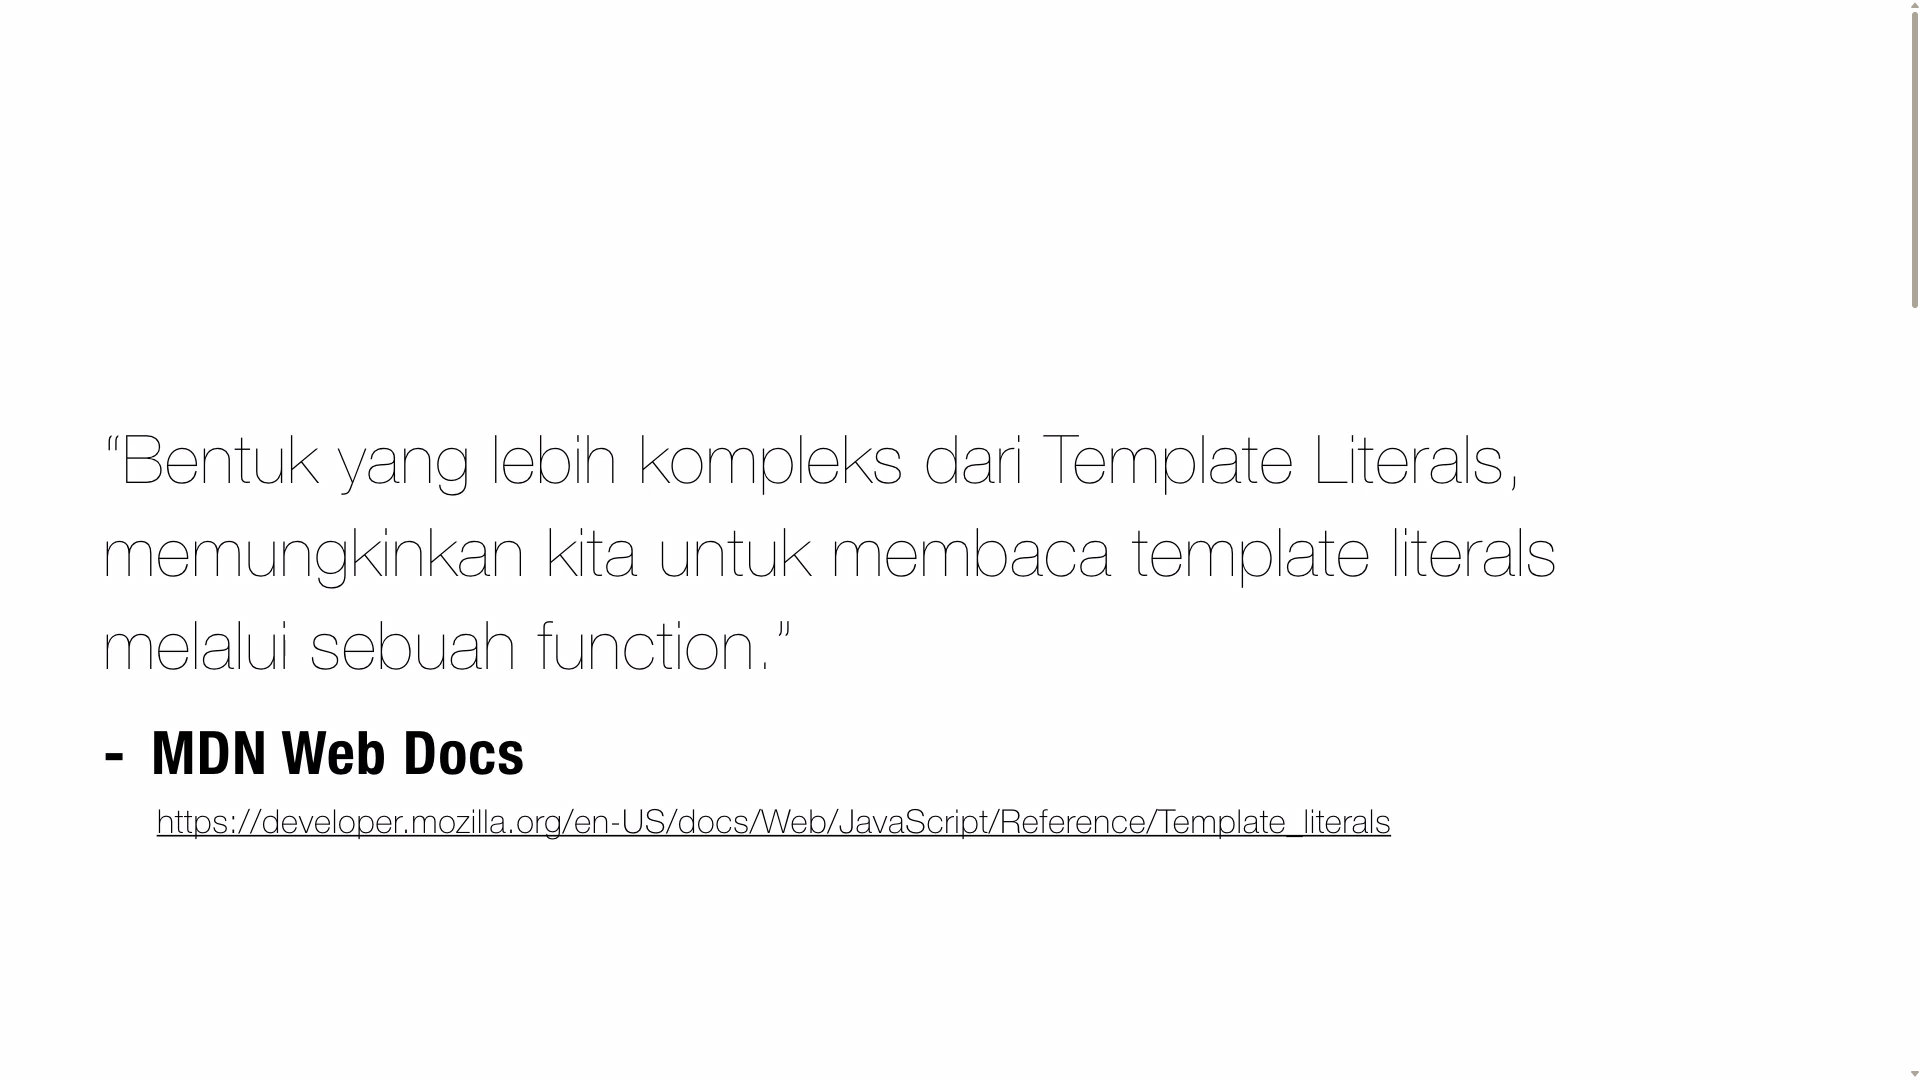 “Bentuk yang lebih kompleks dari Template Literals,
memungkinkan kita untuk membaca template literals
melalui sebuah function.”
- MDN Web Docs
https://developer.mozilla.org/en-US/docs/Web/JavaScript/Reference/Template_literals